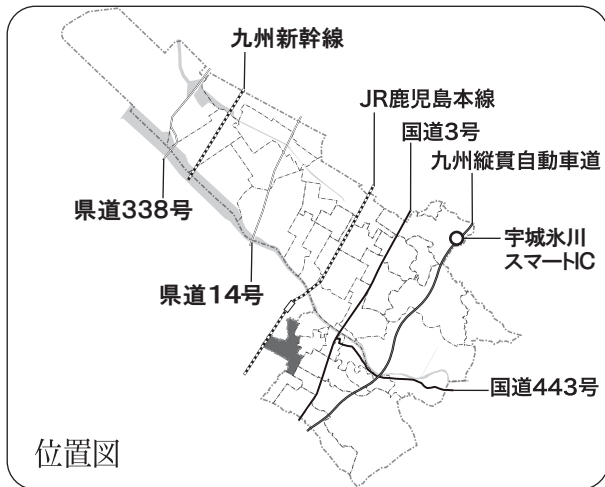 九州新幹線
JR鹿児島本線
国道3号
九州縦貫自動車道
県道338号
宇城氷川
スマートIC
県道14号
国道443号
位置図